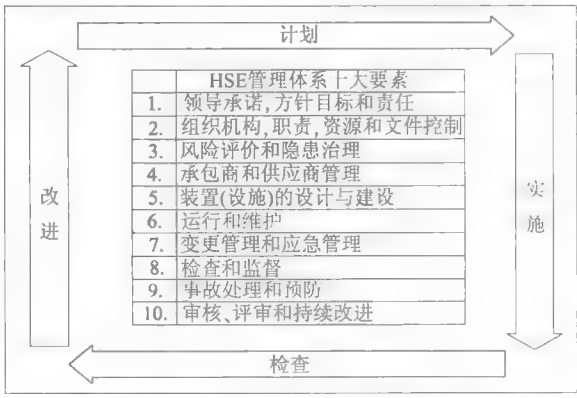 计划
HSE管理体系十大要素
1. 领导承诺,方针目标和责任
2. 组织机构,职责,资源和文件控制
3. 风险评价和隐患治理
4. 承包商和供应商管理
5. 装置(设施)的设计与建设
6. 运行和维护
7. 变更管理和应急管理
8. 检查和监督
9. 事故处理和预防
10. 审核、评审和持续改进
改
进
实
施
检查